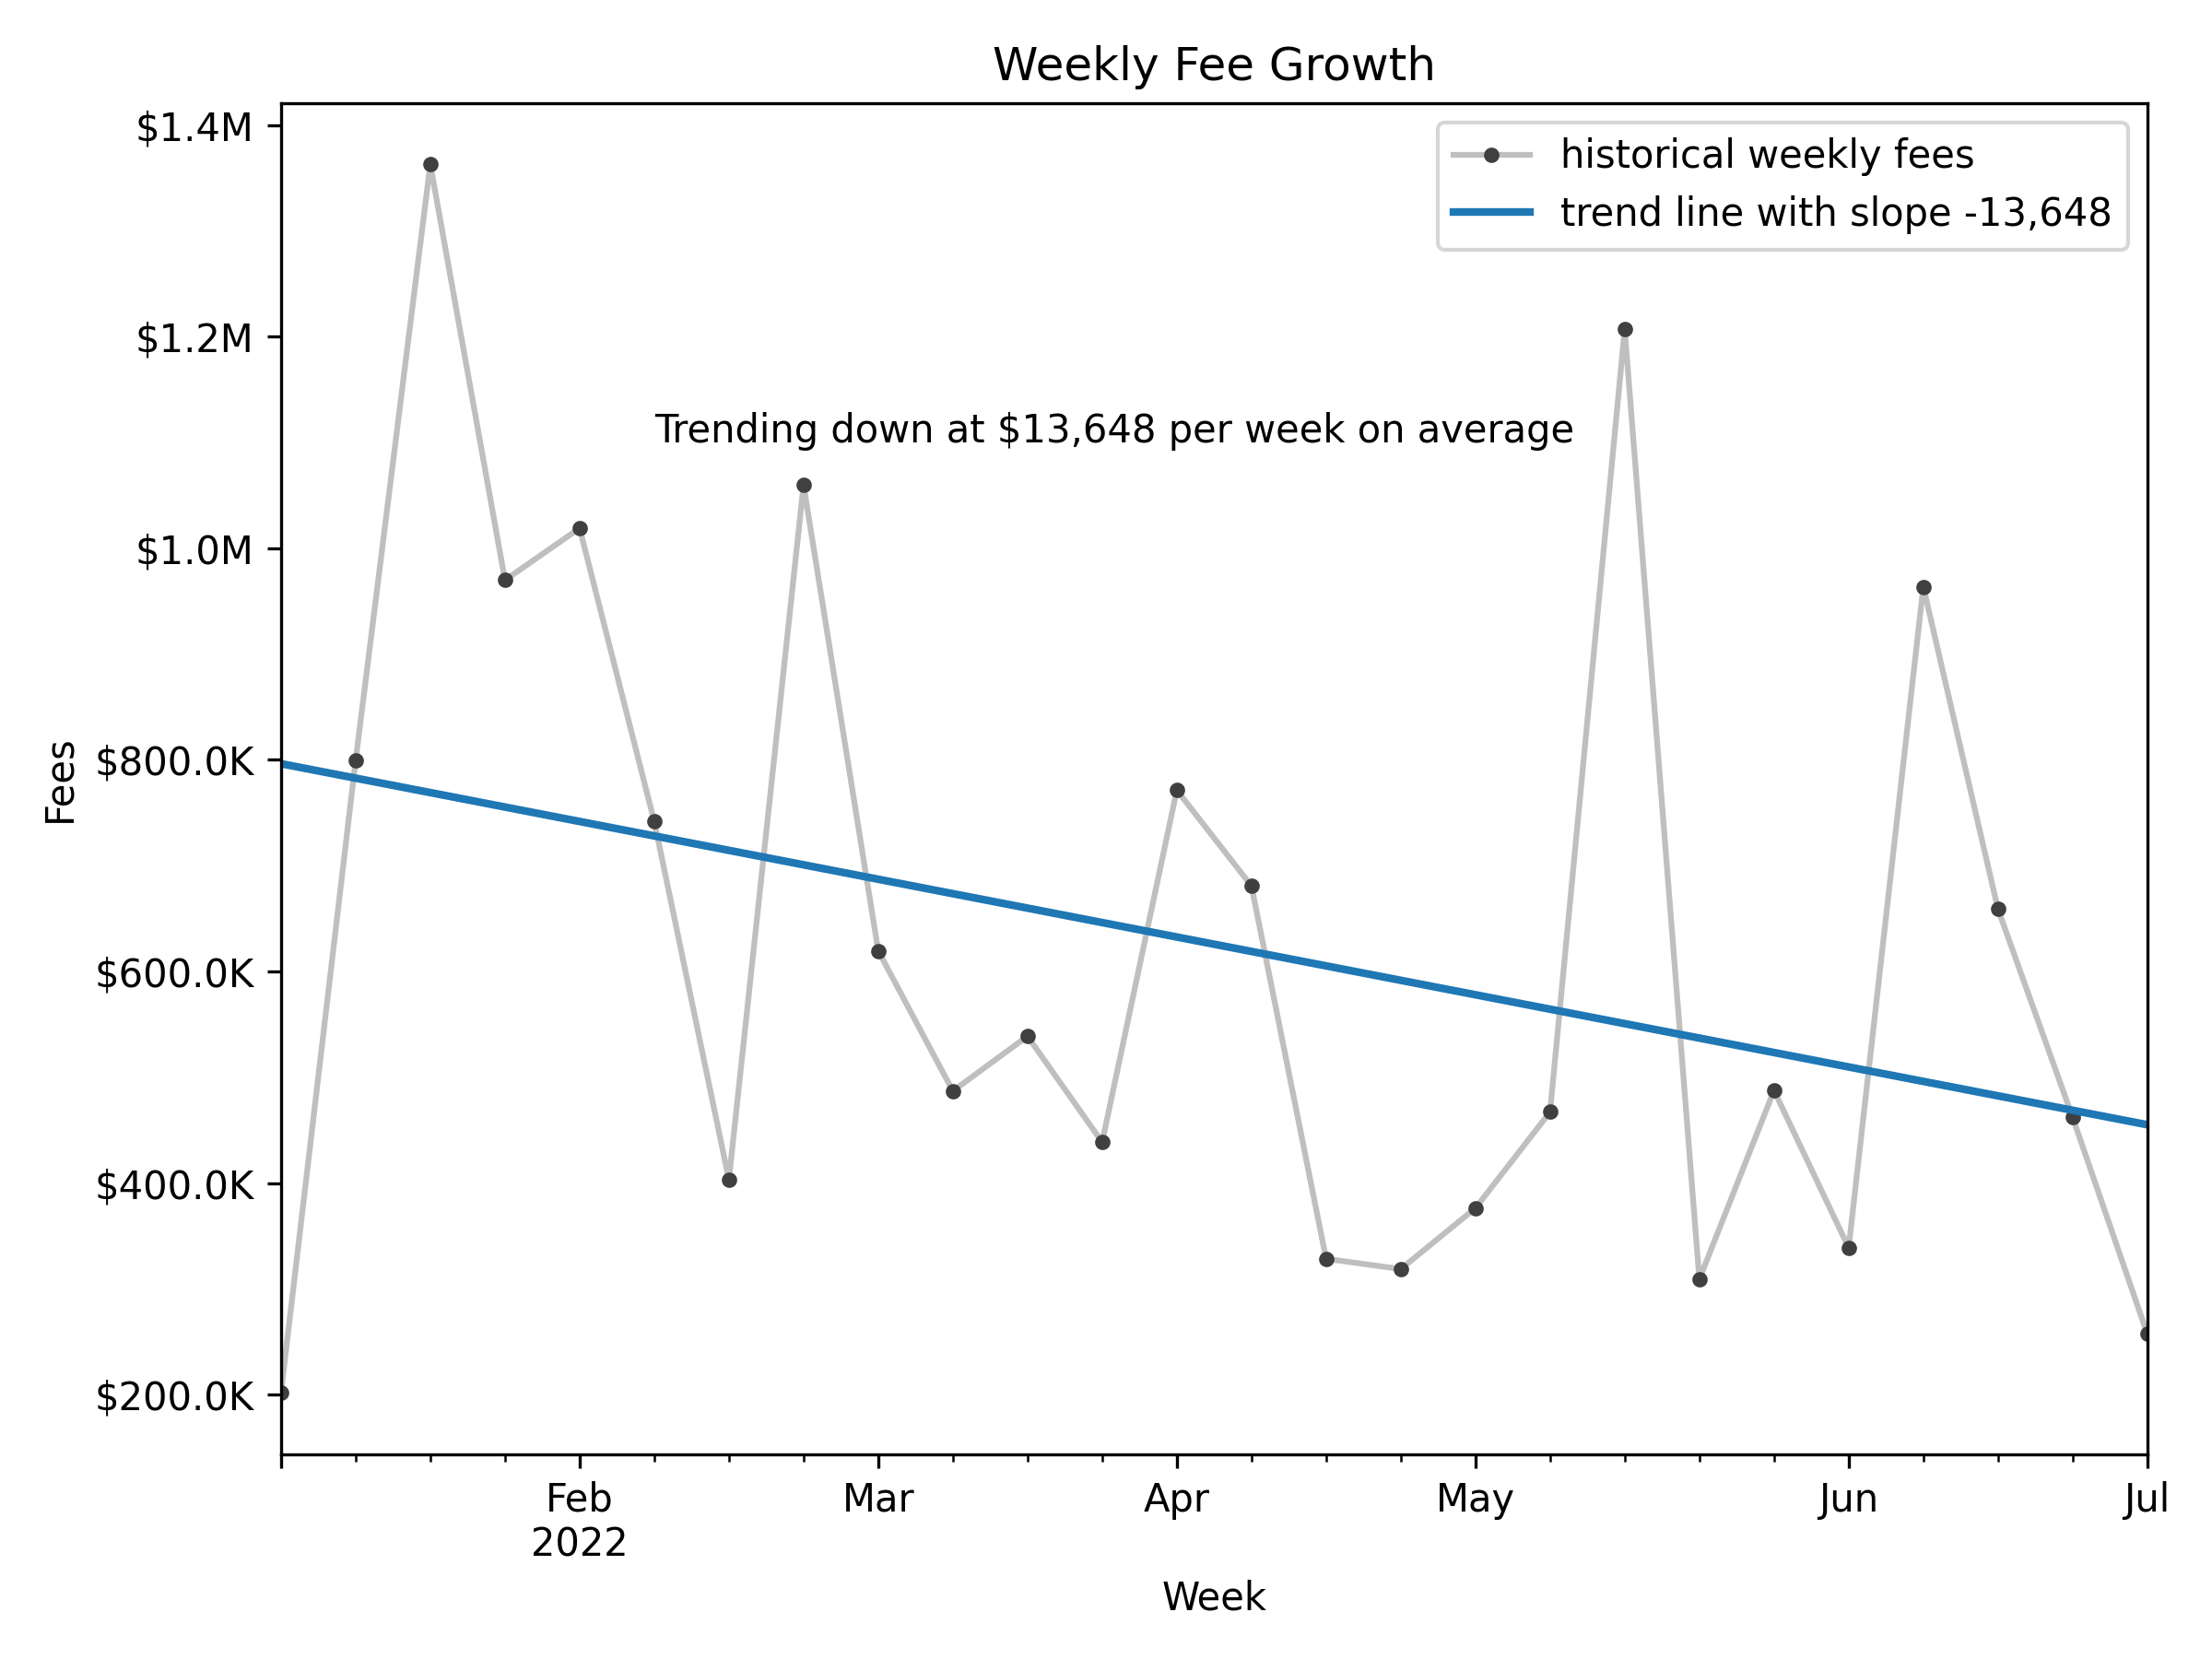 Weekly Fee Growth
$1.4M
$1.2M
$1.0M
$800.0K
$600.0K
$400.0K
$200.0K
Fees
historical weekly fees
trend line with slope -13,648
Trending down at $13,648 per week on average
Feb
2022
Mar
Apr
May
Jun
Jul
Week